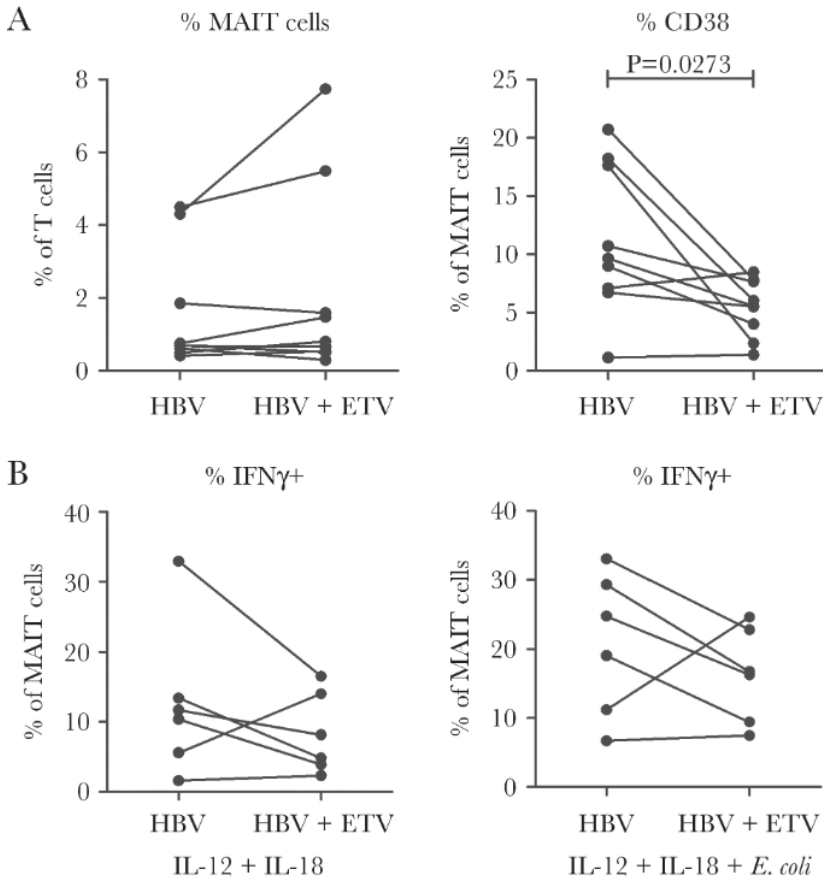 A
% MAIT cells
% of T cells
8
6
4
2
0
HBV
HBV + ETV
% CD38
P=0.0273
% of MAIT cells
25
20
15
10
5
0
HBV
HBV + ETV
B
% IFNγ+
% of MAIT cells
40
30
20
10
0
HBV
HBV + ETV
IL-12 + IL-18
% IFNγ+
% of MAIT cells
40
30
20
10
0
HBV
HBV + ETV
IL-12 + IL-18 + E. coli